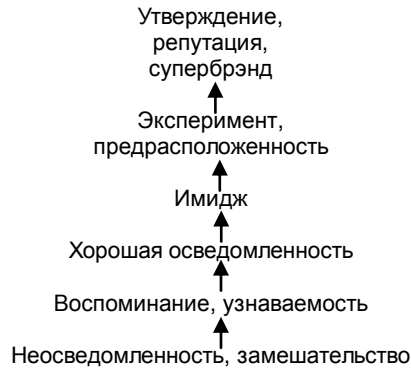 Утверждение,
репутация,
супербрэнд
Эксперимент,
предрасположенность
Имидж
Хорошая осведомленность
Воспоминание, узнаваемость
Неосведомленность, замешательство